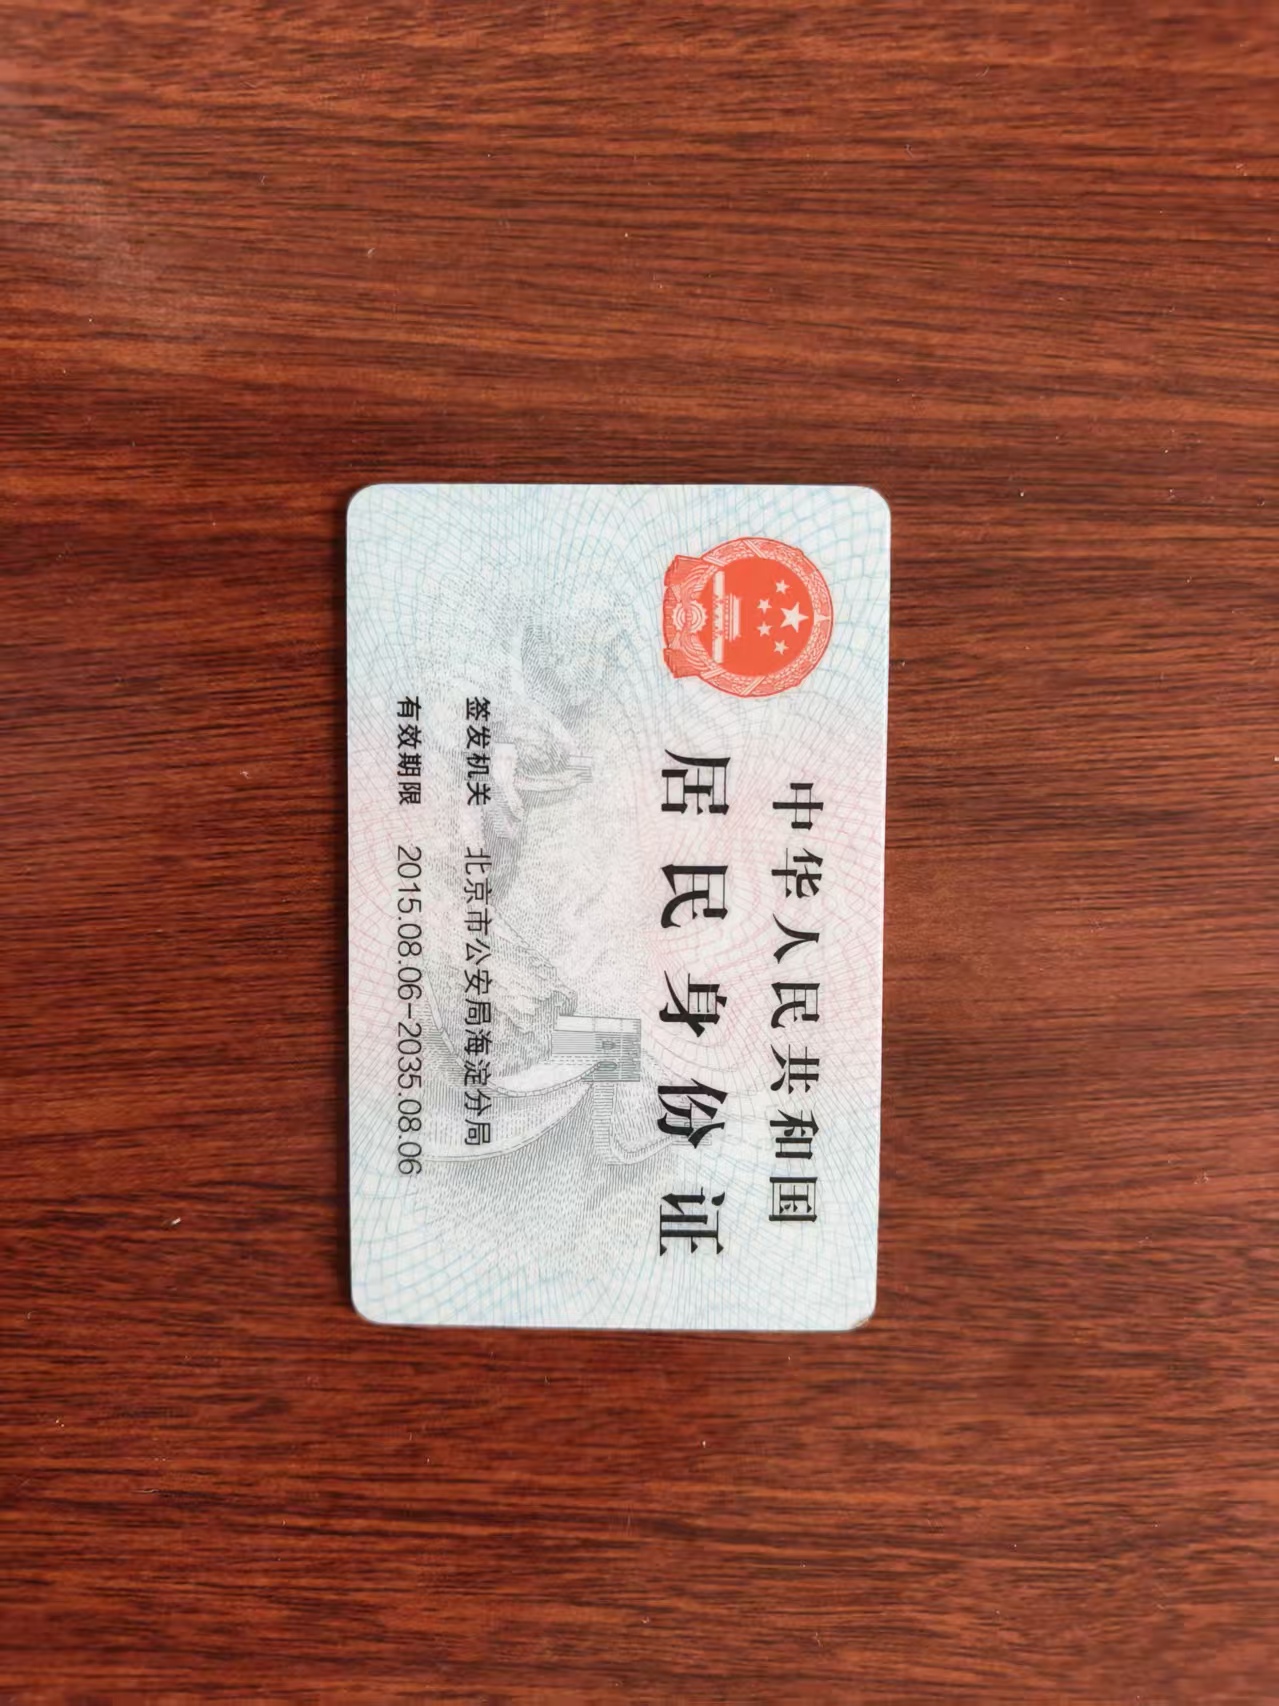 中华人民共和国
居民身份证
签发机关 北京市公安局海淀分局
有效期限 2015.08.06-2035.08.06